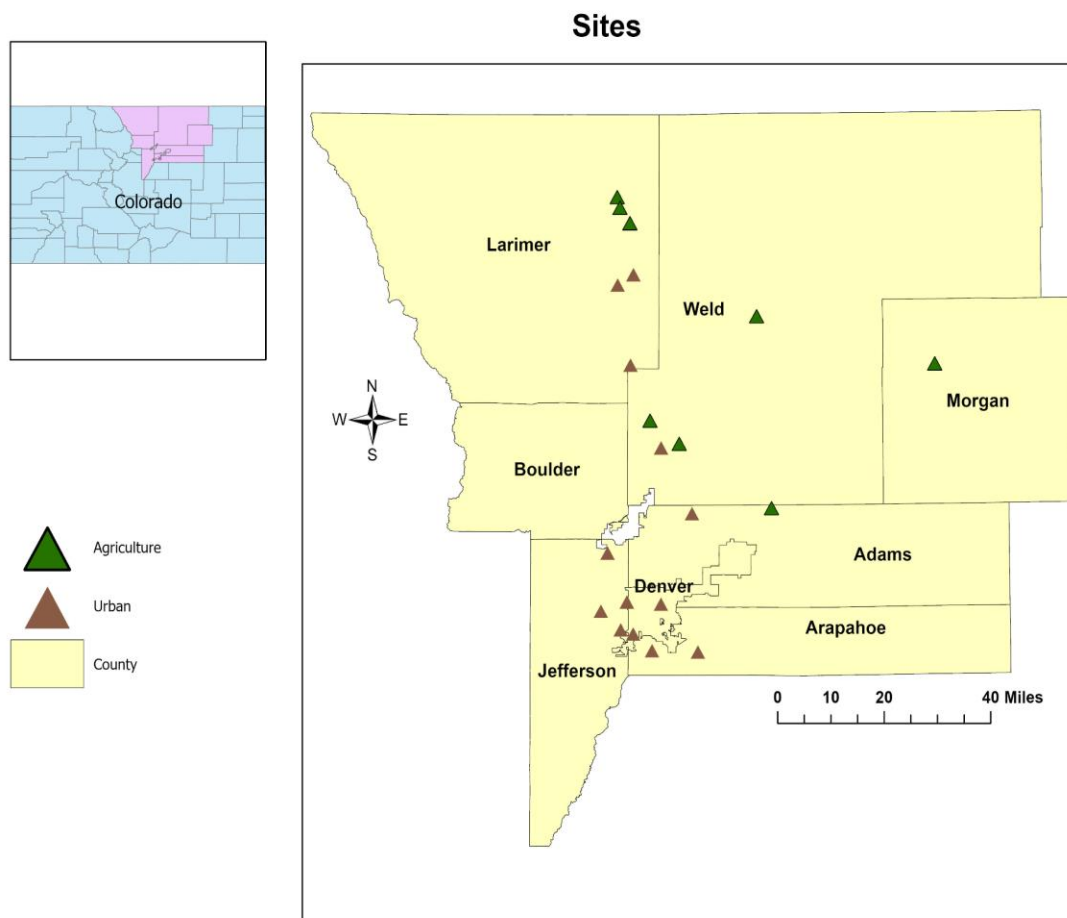 Sites
Colorado
Larimer
Weld
Morgan
N
W E
S
Boulder
Agriculture
Adams
Urban
Denver
Arapahoe
County
Jefferson
0 10 20 40 Miles